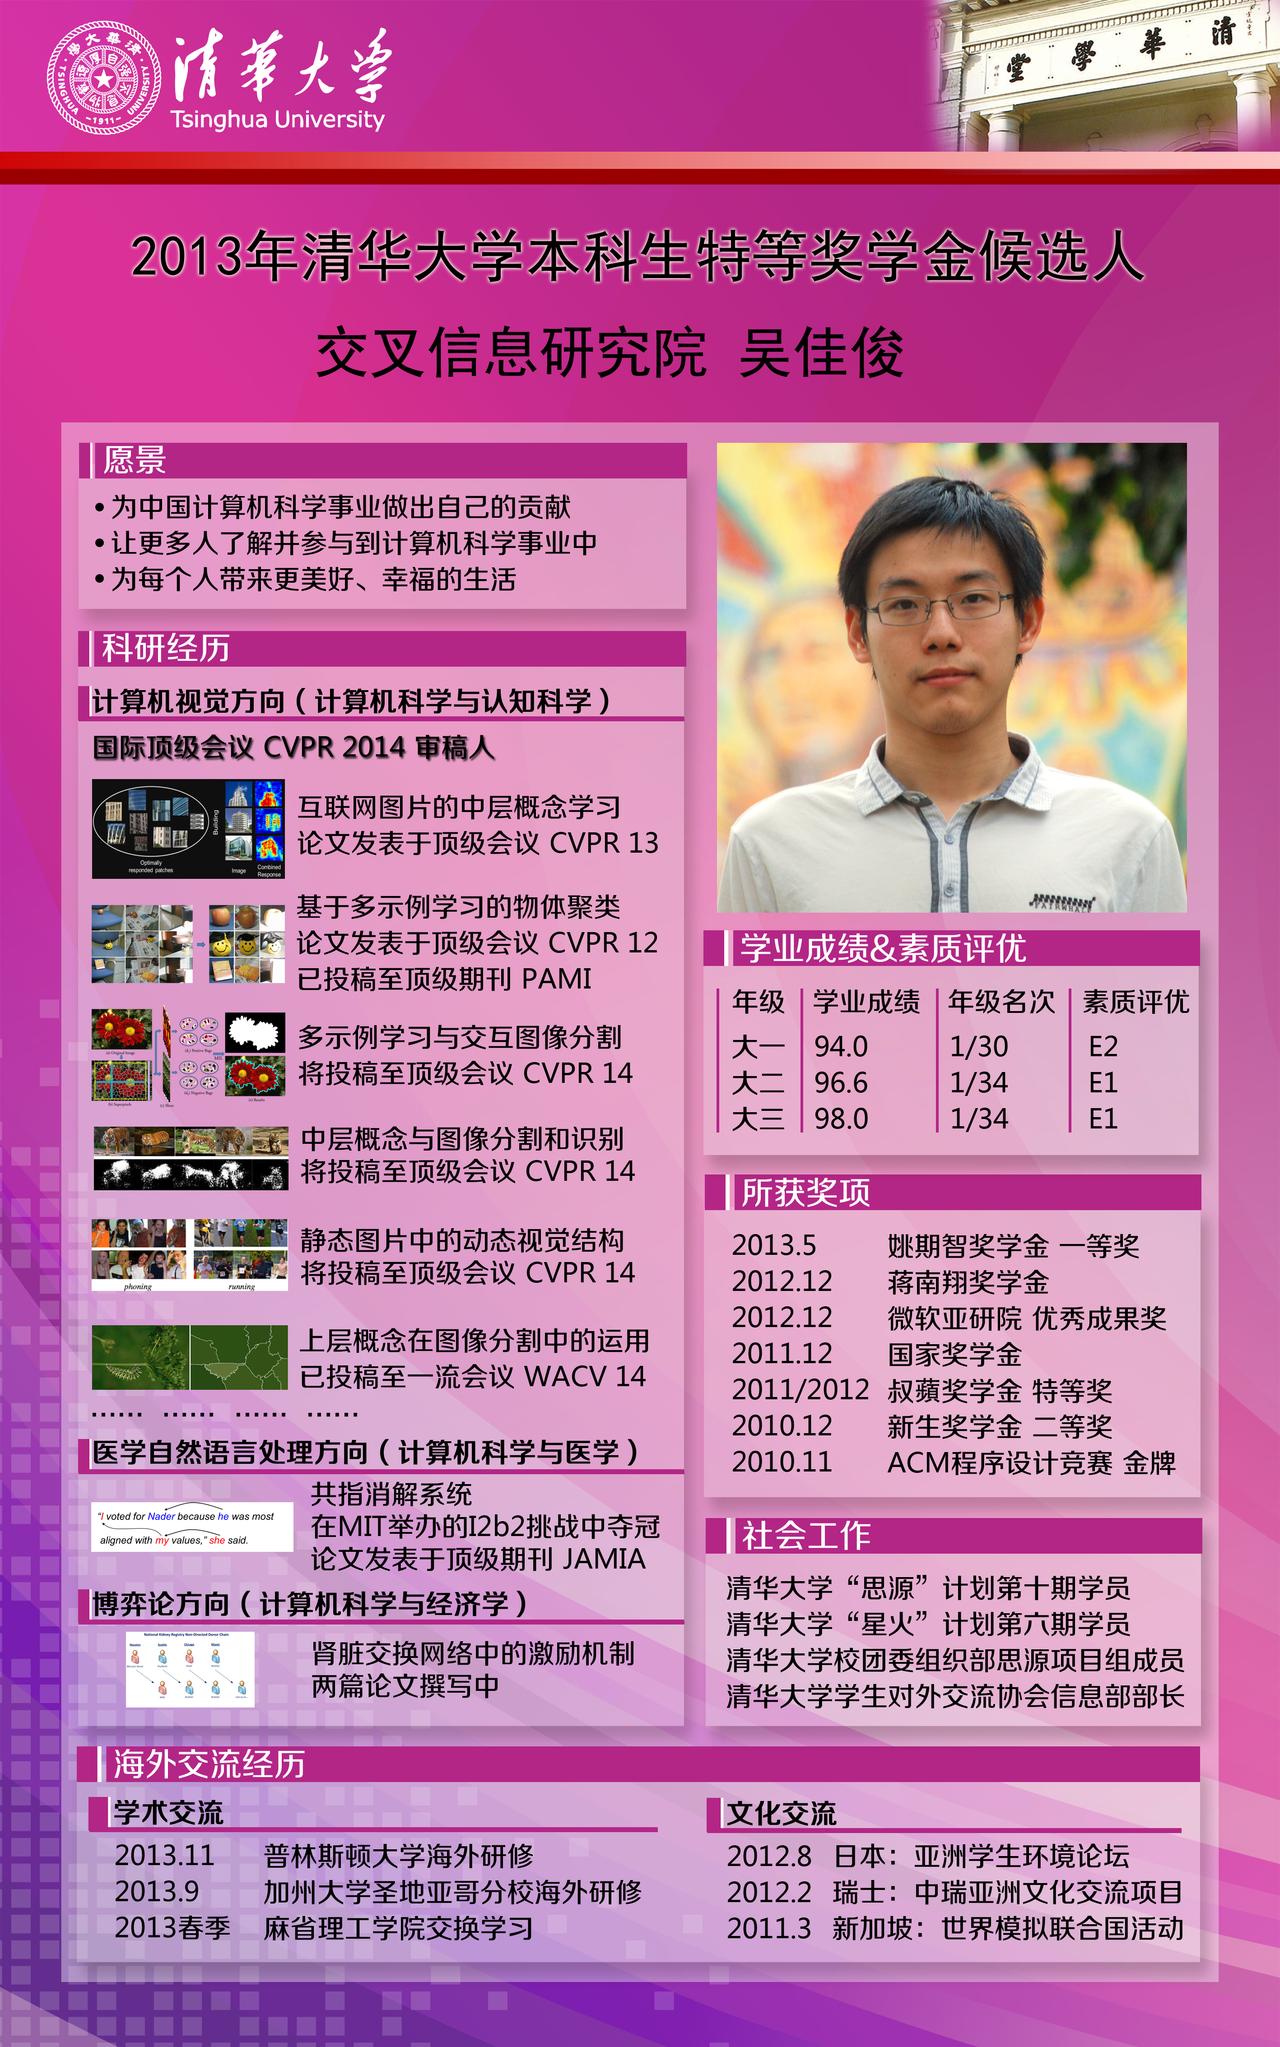 清华大学
Tsinghua University
TSINGHUA UNIVERSITY
-1911-
清華學堂
2013年清华大学本科生特等奖学金候选人
交叉信息研究院 吴佳俊
愿景
•为中国计算机科学事业做出自己的贡献
•让更多人了解并参与到计算机科学事业中
•为每个人带来更美好、幸福的生活
科研经历
计算机视觉方向（计算机科学与认知科学）
国际顶级会议 CVPR 2014 审稿人
Optimally
responded patches
Building
Image
Combined
Response
互联网图片的中层概念学习
论文发表于顶级会议 CVPR 13
基于多示例学习的物体聚类
论文发表于顶级会议 CVPR 12
已投稿至顶级期刊 PAMI
多示例学习与交互图像分割
将投稿至顶级会议 CVPR 14
中层概念与图像分割和识别
将投稿至顶级会议 CVPR 14
phoning
running
静态图片中的动态视觉结构
将投稿至顶级会议 CVPR 14
上层概念在图像分割中的运用
已投稿至一流会议 WACV 14
…… …… …… ……
医学自然语言处理方向（计算机科学与医学）
"I voted for Nader because he was most
aligned with my values," she said.
共指消解系统
在MIT举办的I2b2挑战中夺冠
论文发表于顶级期刊 JAMIA
博弈论方向（计算机科学与经济学）
肾脏交换网络中的激励机制
两篇论文撰写中
学业成绩&素质评优
年级 学业成绩 年级名次 素质评优
大一 94.0 1/30 E2
大二 96.6 1/34 E1
大三 98.0 1/34 E1
所获奖项
2013.5 姚期智奖学金 一等奖
2012.12 蒋南翔奖学金
2012.12 微软亚研院 优秀成果奖
2011.12 国家奖学金
2011/2012 叔蘋奖学金 特等奖
2010.12 新生奖学金 二等奖
2010.11 ACM程序设计竞赛 金牌
社会工作
清华大学“思源”计划第十期学员
清华大学“星火”计划第六期学员
清华大学校团委组织部思源项目组成员
清华大学学生对外交流协会信息部部长
海外交流经历
学术交流
2013.11 普林斯顿大学海外研修
2013.9 加州大学圣地亚哥分校海外研修
2013春季 麻省理工学院交换学习
文化交流
2012.8 日本：亚洲学生环境论坛
2012.2 瑞士：中瑞亚洲文化交流项目
2011.3 新加坡：世界模拟联合国活动